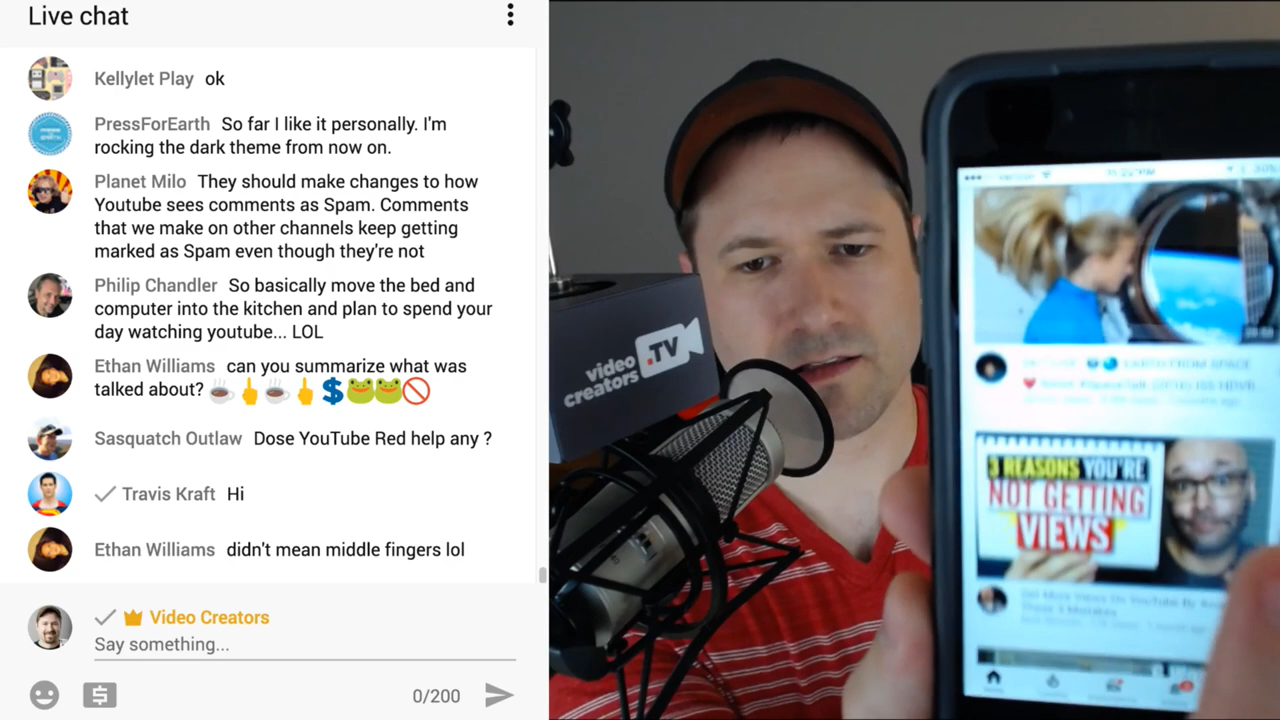 Live chat
Kellylet Play ok
PressForEarth So far I like it personally. I'm
rocking the dark theme from now on.
Planet Milo They should make changes to how
Youtube sees comments as Spam. Comments
that we make on other channels keep getting
marked as Spam even though they're not
Philip Chandler So basically move the bed and
computer into the kitchen and plan to spend your
day watching youtube... LOL
Ethan Williams can you summarize what was
talked about? ☕🖕☕🖕💲🐸🐸🚫
Sasquatch Outlaw Dose YouTube Red help any ?
Travis Kraft Hi
Ethan Williams didn't mean middle fingers lol
Video Creators
Say something...
0/200
video
creators
.TV
EARTH FROM SPACE
3 REASONS YOU'RE
NOT GETTING
VIEWS